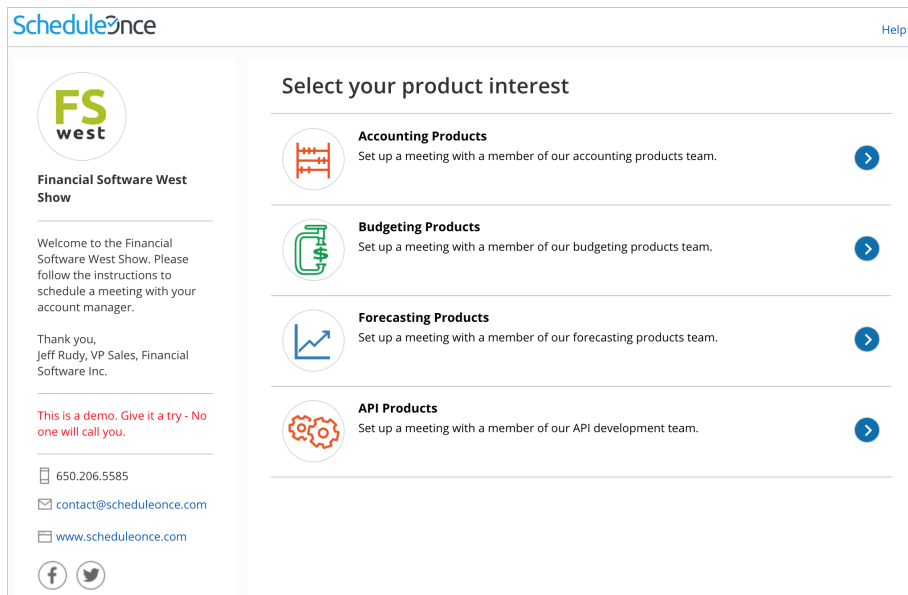 ScheduleOnce
Help
FS
west
Financial Software West
Show
Welcome to the Financial
Software West Show. Please
follow the instructions to
schedule a meeting with your
account manager.
Thank you,
Jeff Rudy, VP Sales, Financial
Software Inc.
This is a demo. Give it a try - No
one will call you.
650.206.5585
contact@scheduleonce.com
www.scheduleonce.com
Select your product interest
Accounting Products
Set up a meeting with a member of our accounting products team.
Budgeting Products
Set up a meeting with a member of our budgeting products team.
Forecasting Products
Set up a meeting with a member of our forecasting products team.
API Products
Set up a meeting with a member of our API development team.